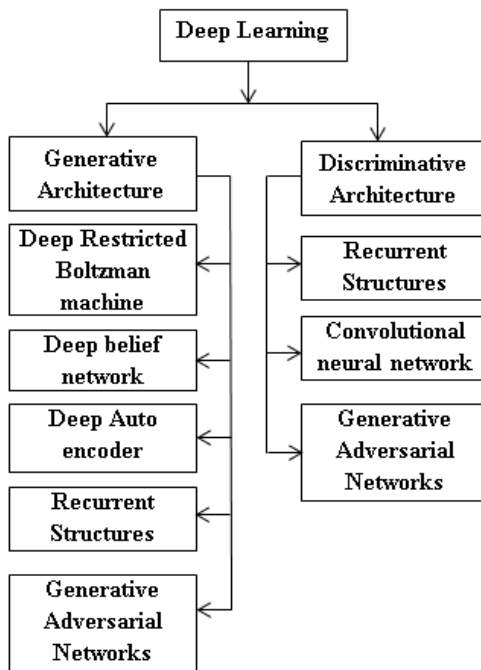 Deep Learning
Generative
Architecture
Deep Restricted
Boltzman
machine
Deep belief
network
Deep Auto
encoder
Recurrent
Structures
Generative
Adversarial
Networks
Discriminative
Architecture
Recurrent
Structures
Convolutional
neural network
Generative
Adversarial
Networks